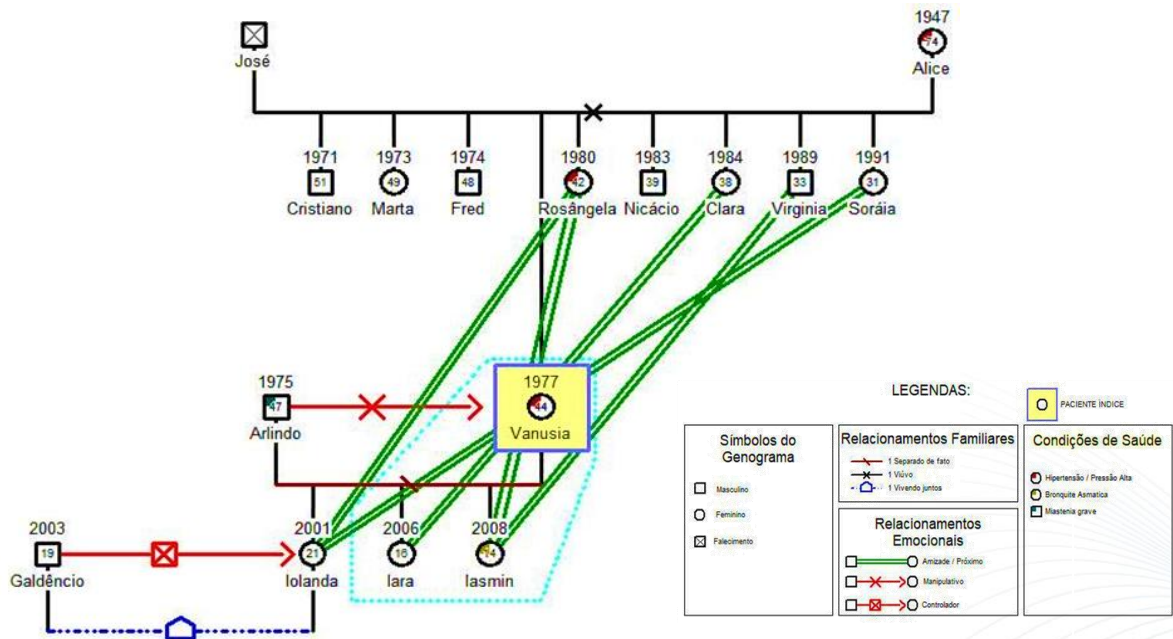 1947
74
José
Alice
1971 1973 1974 1980 1983 1984 1989 1991
51 49 48 42 39 38 33 31
Cristiano Marta Fred Rosângela Nicácio Clara Virginia Soráia
1975
47
Arlindo
1977
44
Vanusia
2003 2001 2006 2008
19 21 16 14
Galdêncio Iolanda Iara Iasmin
LEGENDAS:
PACIENTE ÍNDICE
Símbolos do
Genograma
Masculino
Feminino
Falecimento
Relacionamentos Familiares
1 Separado de fato
1 Viúvo
1 Vivendo juntos
Relacionamentos
Emocionais
Amizade / Próximo
Manipulativo
Controlador
Condições de Saúde
Hipertensão / Pressão Alta
Bronquite Asmatica
Miastenia grave